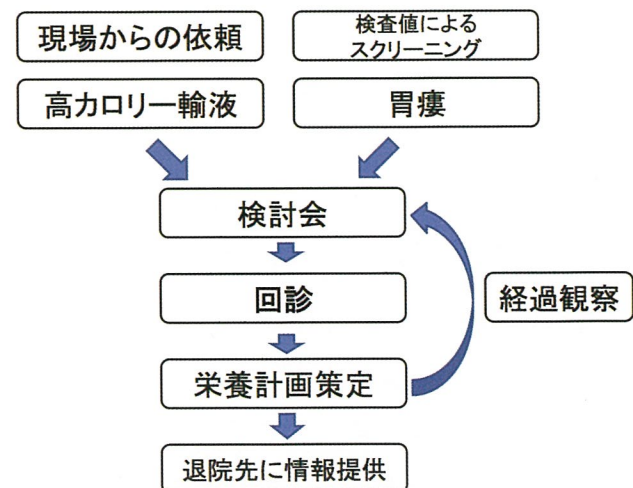 現場からの依頼
検査値による
スクリーニング
高カロリー輸液
胃瘻
検討会
回診
経過観察
栄養計画策定
退院先に情報提供